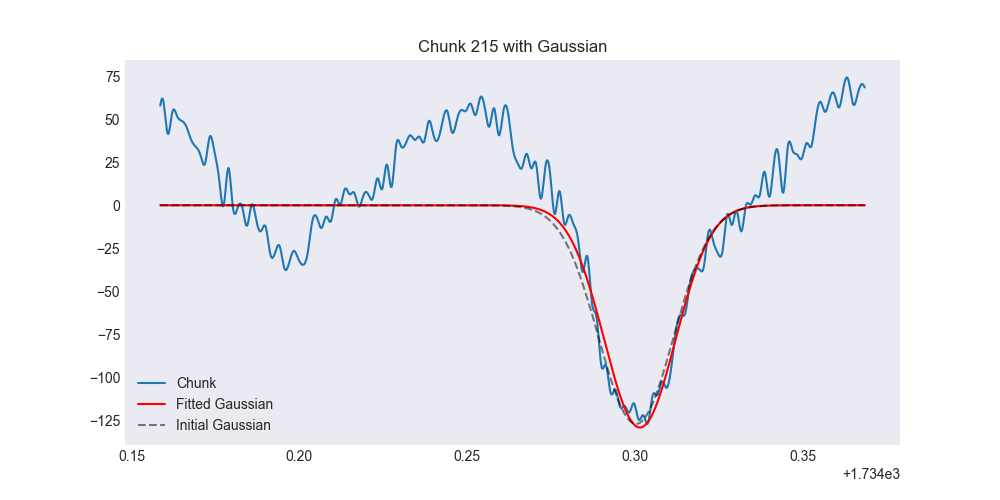 Chunk 215 with Gaussian
75
50
25
0
−25
−50
−75
−100
−125
Chunk
Fitted Gaussian
Initial Gaussian
0.15 0.20 0.25 0.30 0.35
+1.734e3